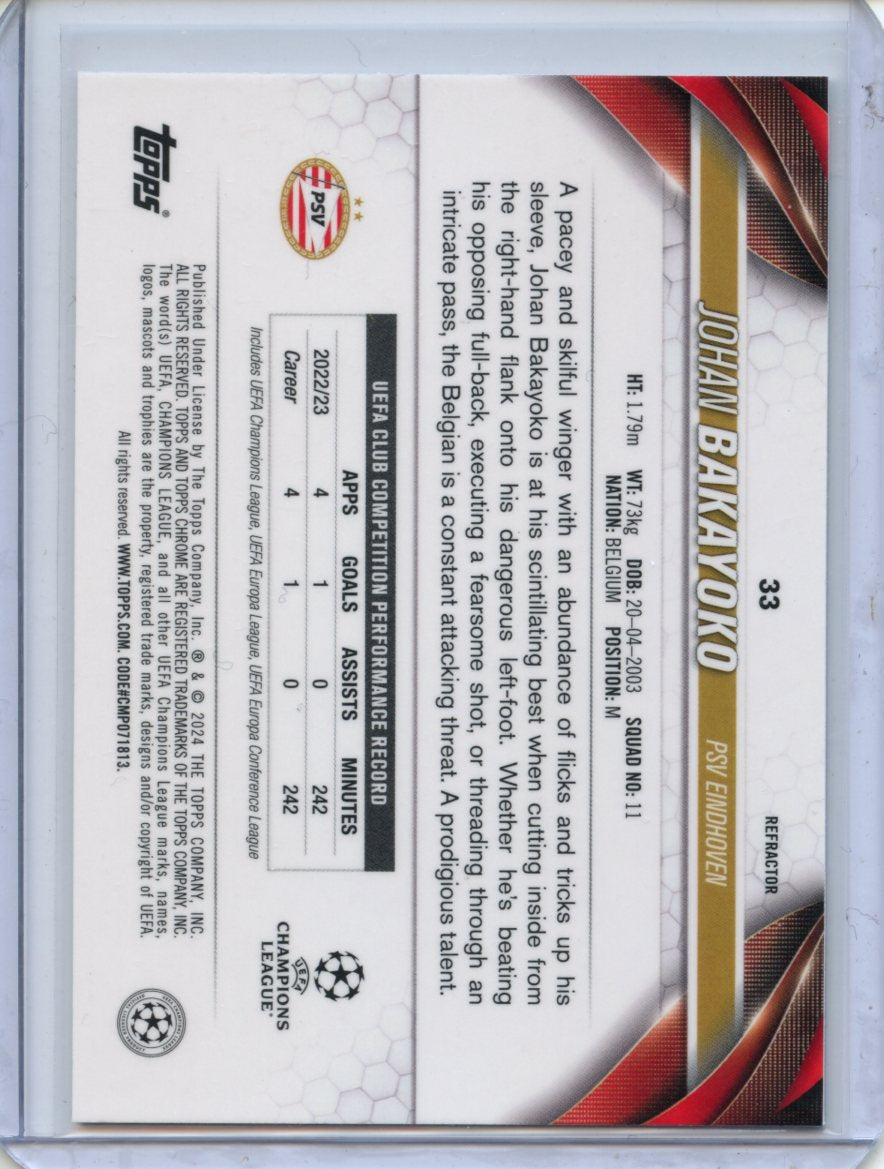 33
REFRACTOR
JOHAN BAKAYOKO PSV EINDHOVEN
HT: 1.79m WT: 73kg DOB: 20–04–2003 SQUAD NO: 11
NATION: BELGIUM POSITION: M
A pacey and skilful winger with an abundance of flicks and tricks up his
sleeve, Johan Bakayoko is at his scintillating best when cutting inside from
the right-hand flank onto his dangerous left-foot. Whether he's beating
his opposing full-back, executing a fearsome shot, or threading through an
intricate pass, the Belgian is a constant attacking threat. A prodigious talent.
PSV
UEFA CLUB COMPETITION PERFORMANCE RECORD
APPS GOALS ASSISTS MINUTES
2022/23 4 1 0 242
Career 4 1 0 242
Includes UEFA Champions League, UEFA Europa League, UEFA Europa Conference League
UEFA
CHAMPIONS
LEAGUE®
topps®
Published Under License by The Topps Company, Inc. ® & © 2024 THE TOPPS COMPANY, INC.
ALL RIGHTS RESERVED. TOPPS AND TOPPS CHROME ARE REGISTERED TRADEMARKS OF THE TOPPS COMPANY, INC.
The word(s) UEFA, CHAMPIONS LEAGUE, and all other UEFA Champions League marks, names,
logos, mascots and trophies are the property, registered trade marks, designs and/or copyright of UEFA.
All rights reserved. WWW.TOPPS.COM. CODE#CMP071813.